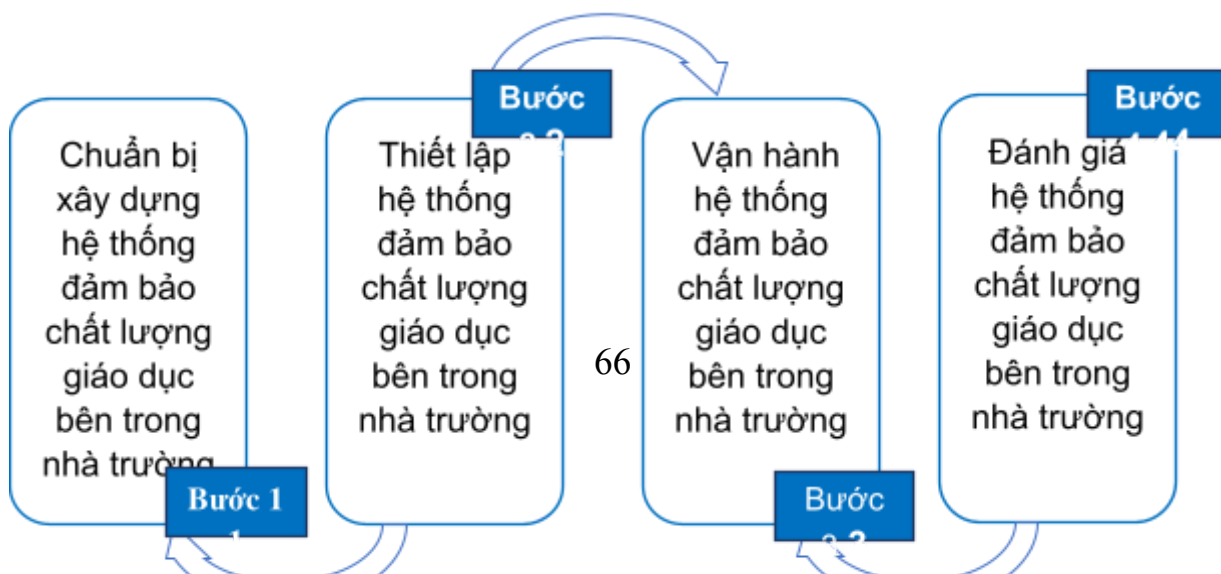 Chuẩn bị
xây dựng
hệ thống
đảm bảo
chất lượng
giáo dục
bên trong
nhà trường
Bước 1
1
Bước
Thiết lập
hệ thống
đảm bảo
chất lượng
giáo dục
bên trong
nhà trường
66
Vận hành
hệ thống
đảm bảo
chất lượng
giáo dục
bên trong
nhà trường
Bước
Bước
Đánh giá
hệ thống
đảm bảo
chất lượng
giáo dục
bên trong
nhà trường